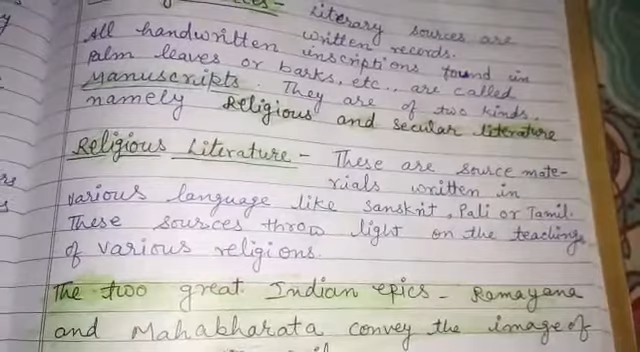 Literary sources are
written records.
All handwritten inscriptions found in
palm leaves or barks, etc., are called
Manuscripts. They are of two kinds.
namely Religious and secular literature
Religious Literature - These are source mate-
rials written in
various language like Sanskrit, Pali or Tamil.
These sources throw light on the teachings
of various religions.
The two great Indian epics - Ramayana
and Mahabharata convey the image of